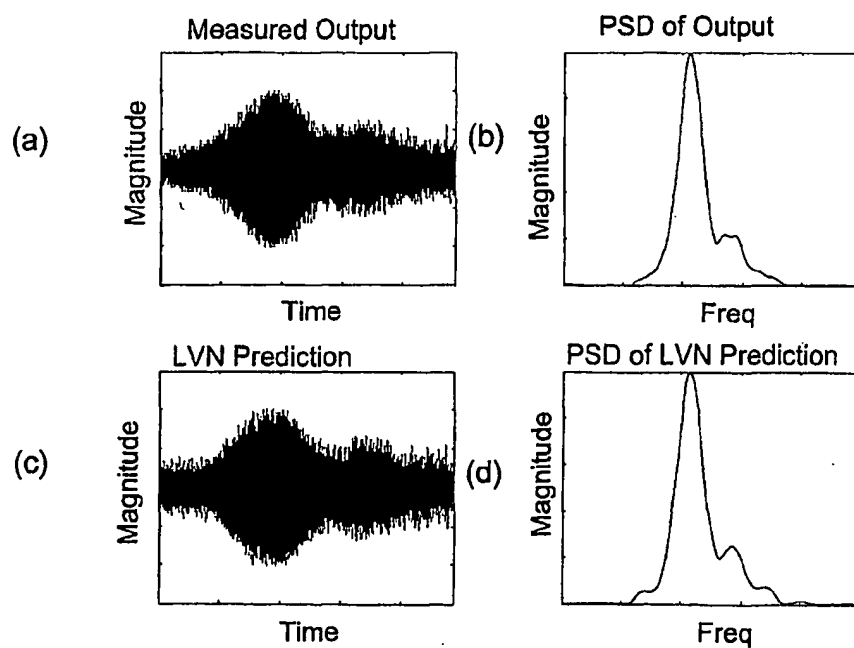 Measured Output
PSD of Output
(a)
Magnitude
(b)
Magnitude
Time
Freq
LVN Prediction
PSD of LVN Prediction
(c)
Magnitude
(d)
Magnitude
Time
Freq